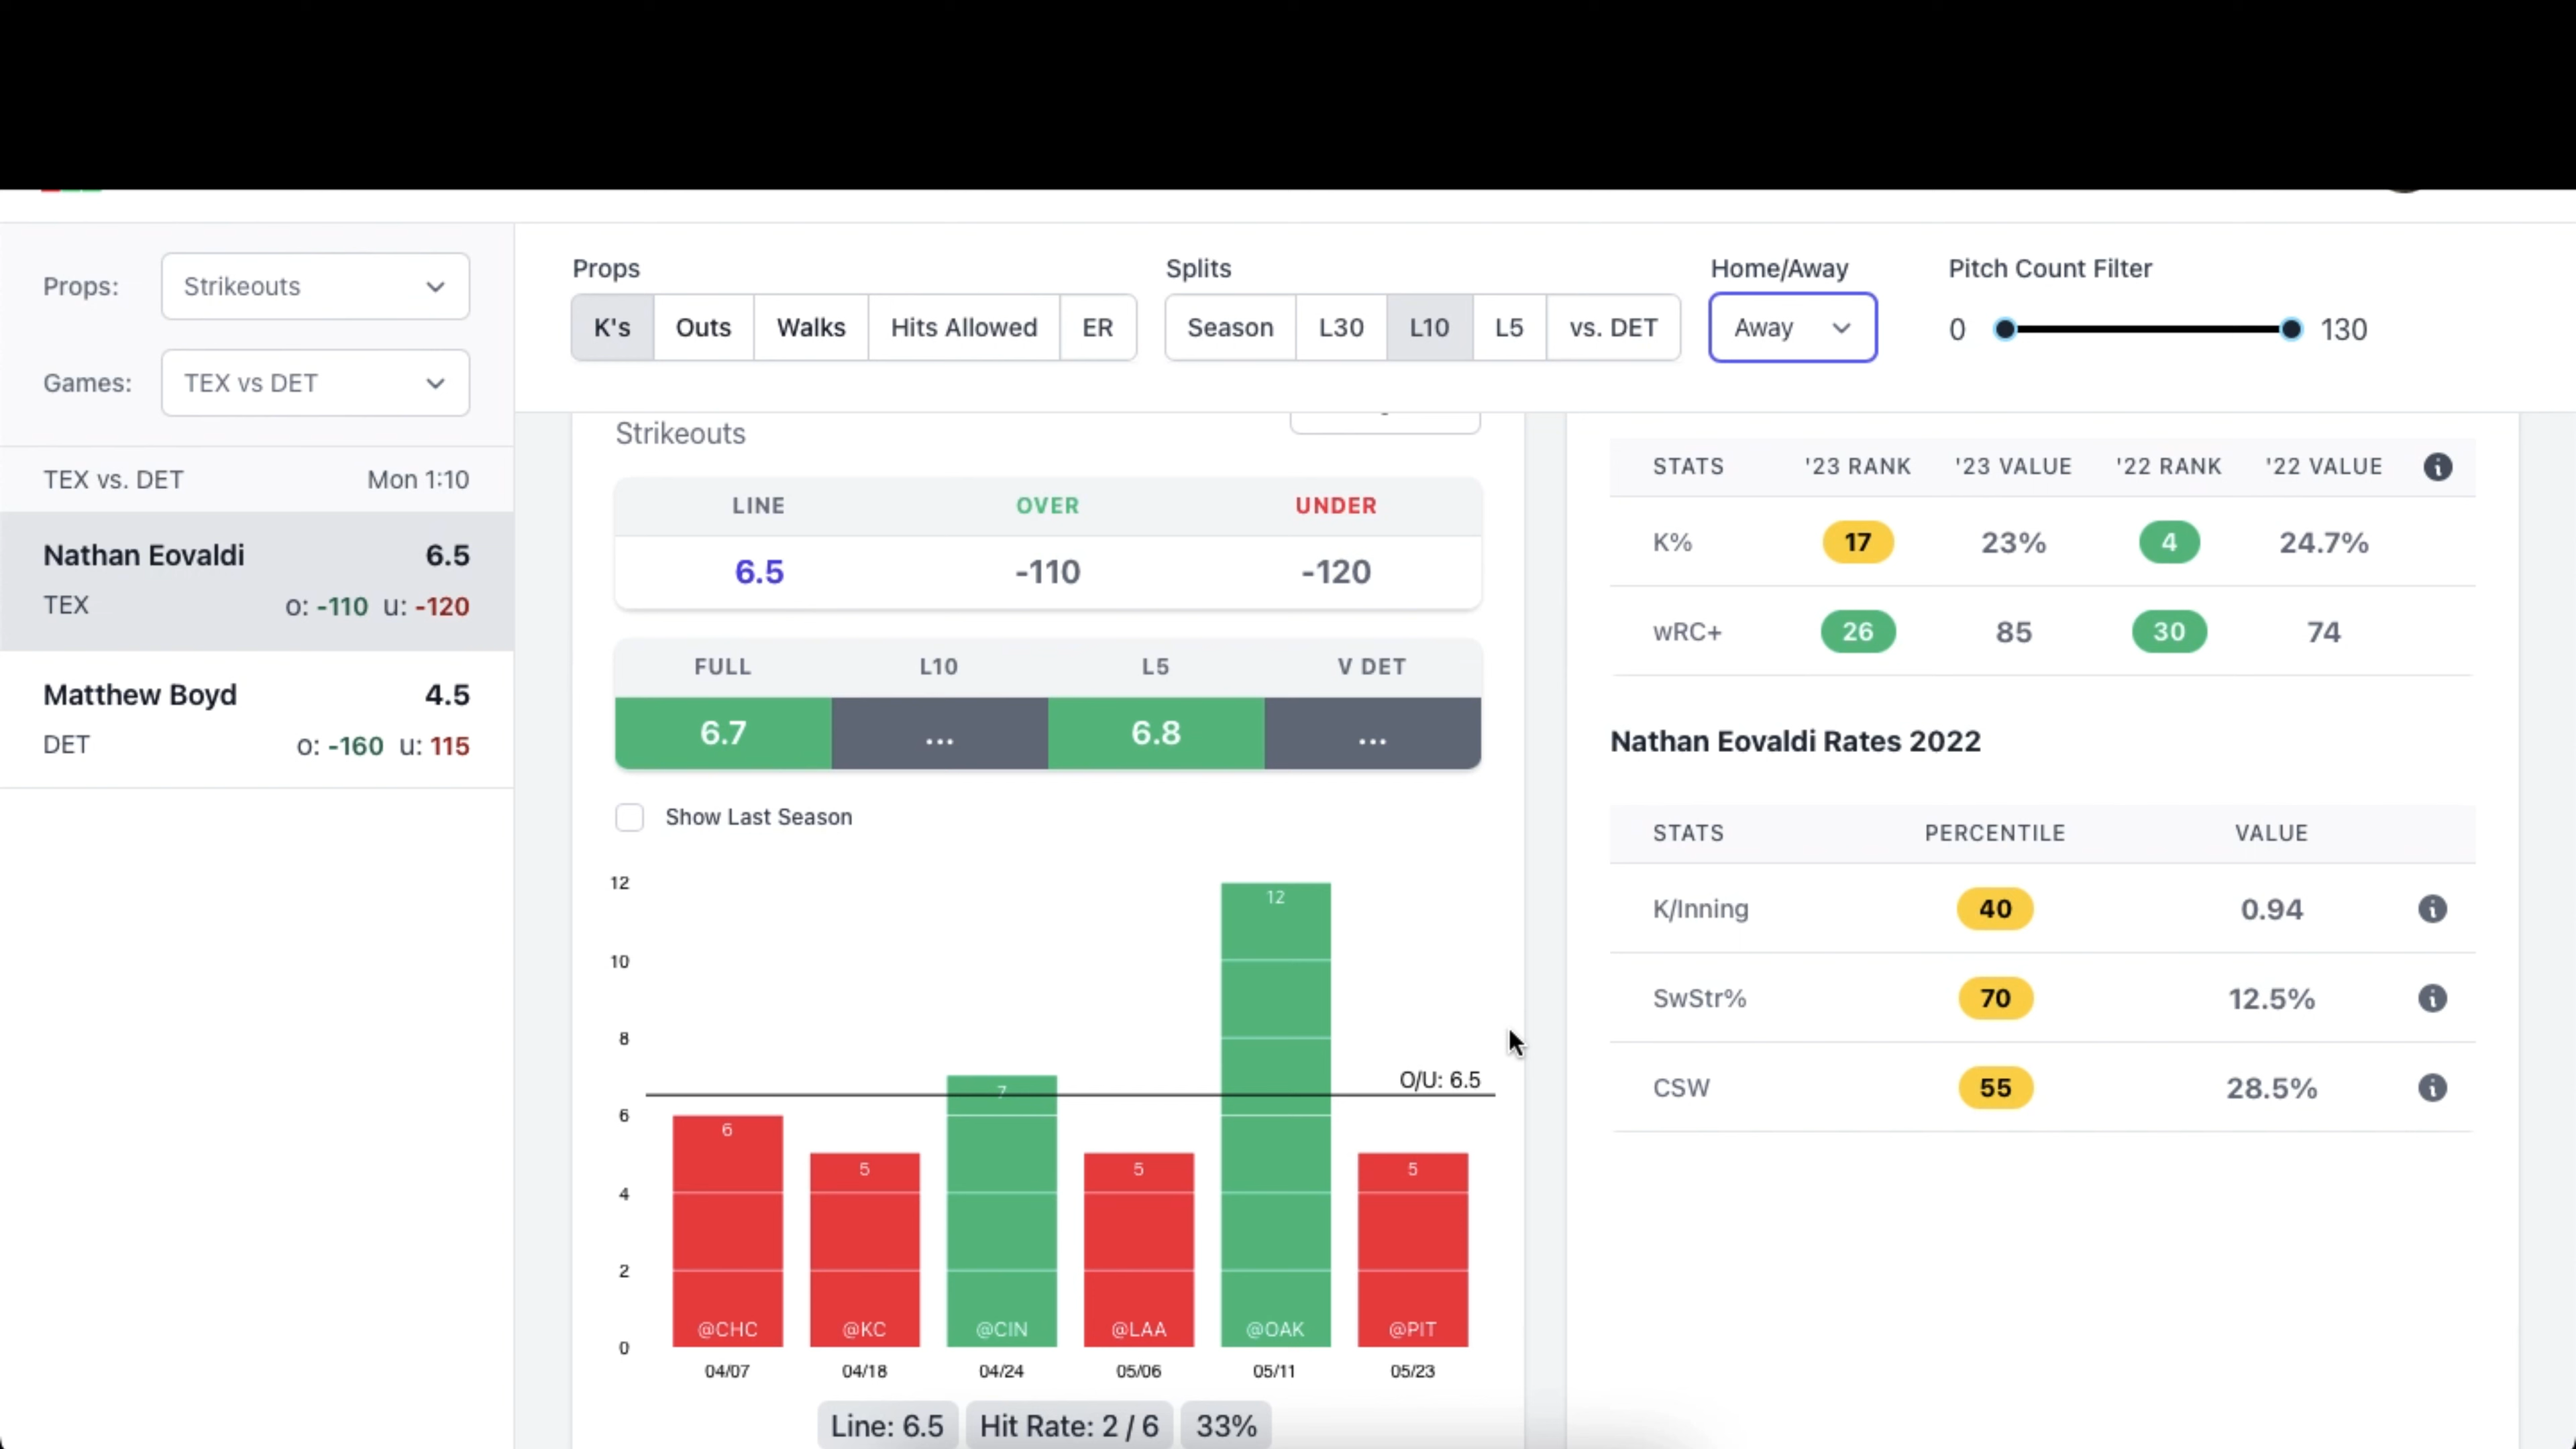 Props: Strikeouts
Games: TEX vs DET
TEX vs. DET Mon 1:10
Nathan Eovaldi 6.5
TEX o: -110 u: -120
Matthew Boyd 4.5
DET o: -160 u: 115
Props Splits Home/Away Pitch Count Filter
K's Outs Walks Hits Allowed ER Season L30 L10 L5 vs. DET Away 0 130
Strikeouts
LINE OVER UNDER
6.5 -110 -120
FULL L10 L5 V DET
6.7 ... 6.8 ...
Show Last Season
12
10
8
6
4
2
0
6 5 7 5 12 5
O/U: 6.5
@CHC @KC @CIN @LAA @OAK @PIT
04/07 04/18 04/24 05/06 05/11 05/23
Line: 6.5 Hit Rate: 2 / 6 33%
STATS '23 RANK '23 VALUE '22 RANK '22 VALUE
K% 17 23% 4 24.7%
wRC+ 26 85 30 74
Nathan Eovaldi Rates 2022
STATS PERCENTILE VALUE
K/Inning 40 0.94
SwStr% 70 12.5%
CSW 55 28.5%